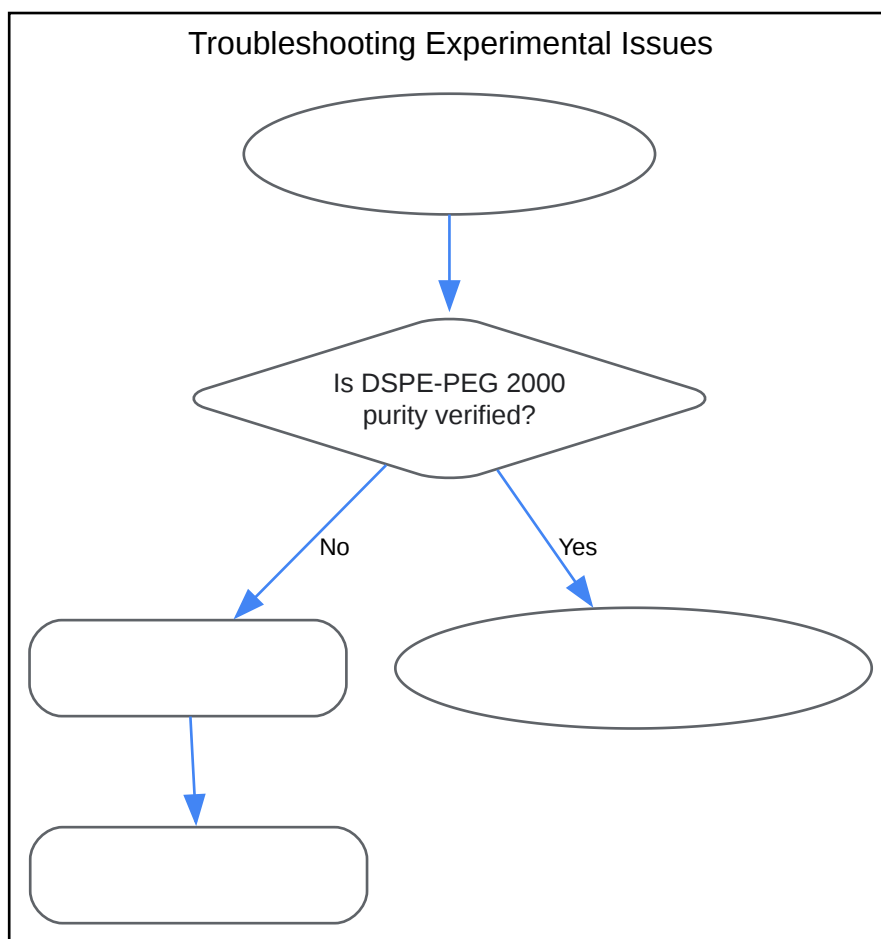 Troubleshooting Experimental Issues
Is DSPE-PEG 2000
purity verified?
No
Yes